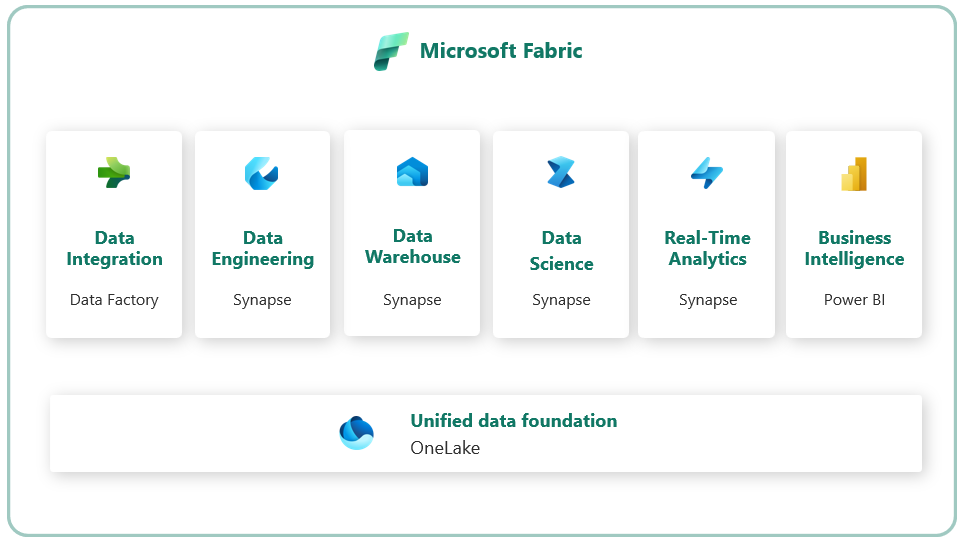 Microsoft Fabric
Data
Integration
Data Factory
Data
Engineering
Synapse
Data
Warehouse
Synapse
Data
Science
Synapse
Real-Time
Analytics
Synapse
Business
Intelligence
Power BI
Unified data foundation
OneLake